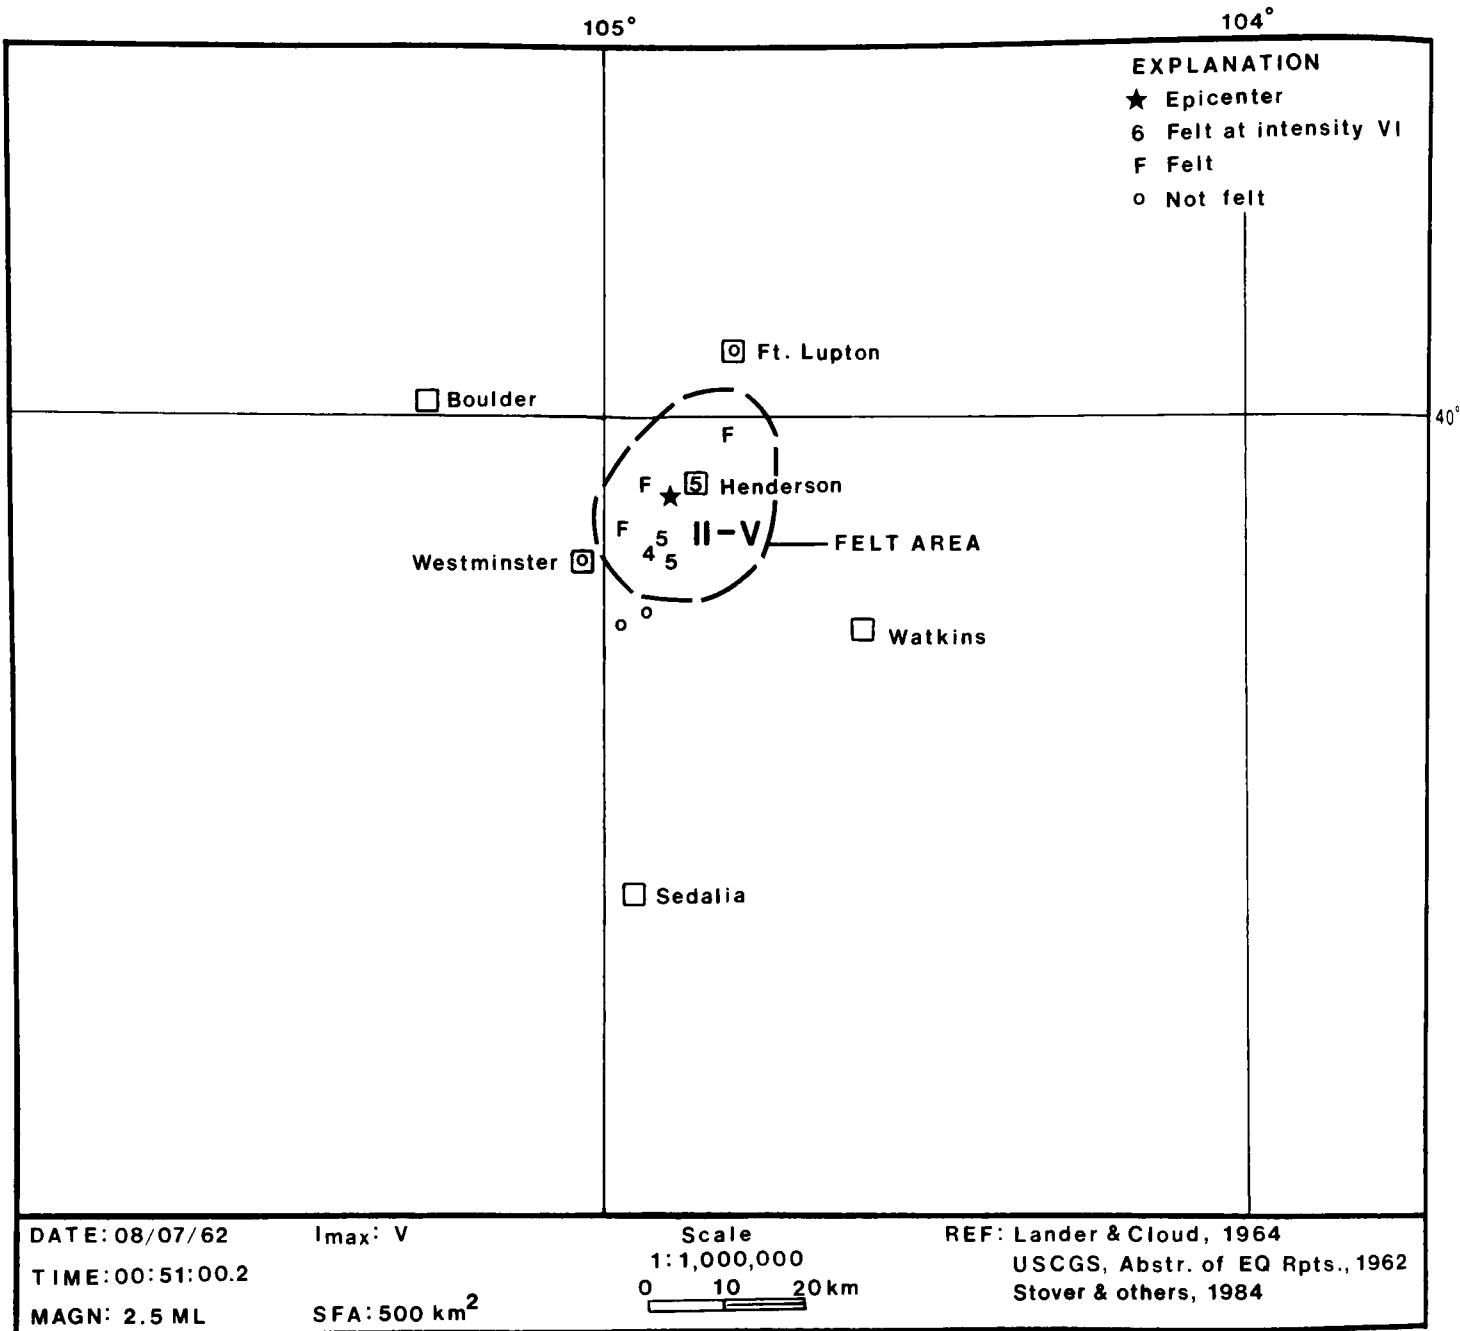 105°
104°
EXPLANATION
★ Epicenter
6 Felt at intensity VI
F Felt
o Not felt
o Ft. Lupton
Boulder
40°
F
F
5 Henderson
F
5
II–V
4
5
FELT AREA
Westminster o
o
o
Watkins
Sedalia
DATE: 08/07/62
TIME: 00:51:00.2
MAGN: 2.5 ML
Imax: V
SFA: 500 km²
Scale
1:1,000,000
0 10 20 km
REF: Lander & Cloud, 1964
USCGS, Abstr. of EQ Rpts., 1962
Stover & others, 1984